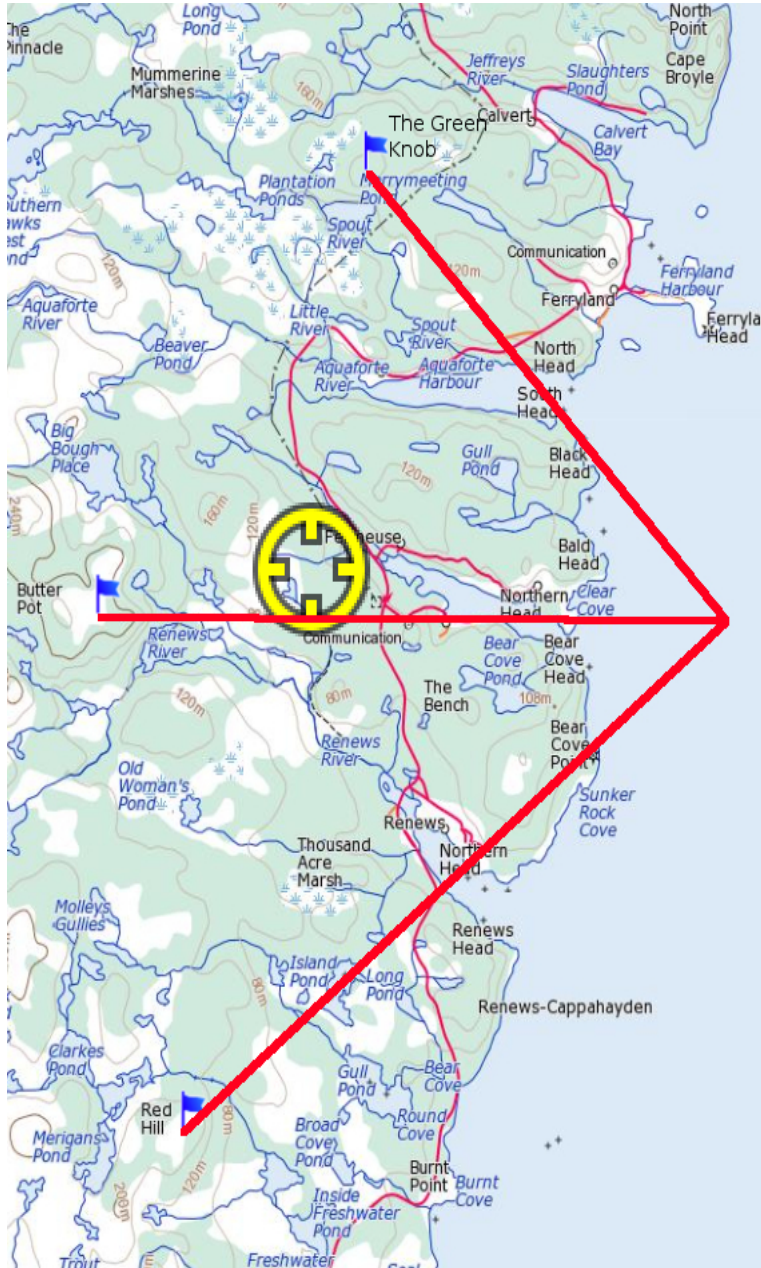 Long
Pond
North
Point
The
Pinnacle
Jeffreys
River
Slaughters
Pond
Cape
Broyle
Mummerine
Marshes
160m
Calvert
The Green
Knob
Calvert
Bay
Plantation
Ponds
Merrymeeting
Pond
Spout
River
Communication
120m
120m
Ferryland
Harbour
Ferryland
Aquaforte
River
Little
River
Head
Beaver
Pond
Spout
River
North
Head
Aquaforte
River
Aquaforte
Harbour
South
Head
Big
Bough
Place
Gull
Pond
Black
Head
120m
240m
160m
120m
Bald
Head
Butter
Pot
Northern
Head
Clear
Cove
Renews
River
Communication
Bear
Cove
Pond
Bear
Cove
Head
The
Bench
120m
80m
108m
Renews
River
Bear
Cove
Point
Old
Woman's
Pond
Sunker
Rock
Cove
Renews
Thousand
Acre
Marsh
Northern
Head
Molleys
Gullies
Renews
Head
Island
Pond
Long
Pond
80m
Renews-Cappahayden
Clarkes
Pond
Gull
Pond
Bear
Cove
Red
Hill
80m
Round
Cove
Merigans
Pond
Broad
Cove
Pond
120m
Burnt
Point
200m
Inside
Freshwater
Pond
Burnt
Cove
Trout
Freshwater